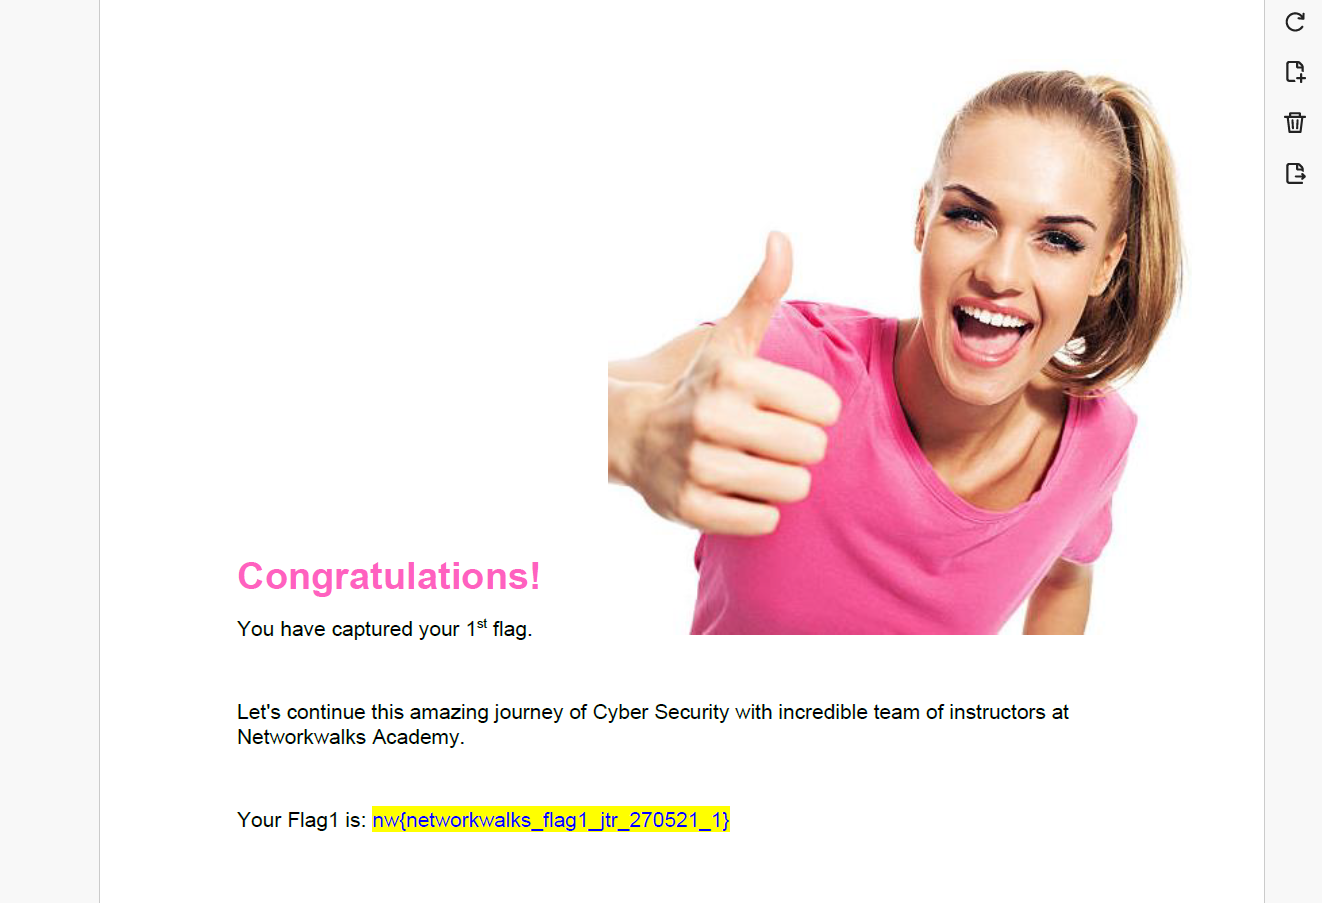 Congratulations!
You have captured your 1st flag.
Let's continue this amazing journey of Cyber Security with incredible team of instructors at
Networkwalks Academy.
Your Flag1 is: nw{networkwalks_flag1_jtr_270521_1}